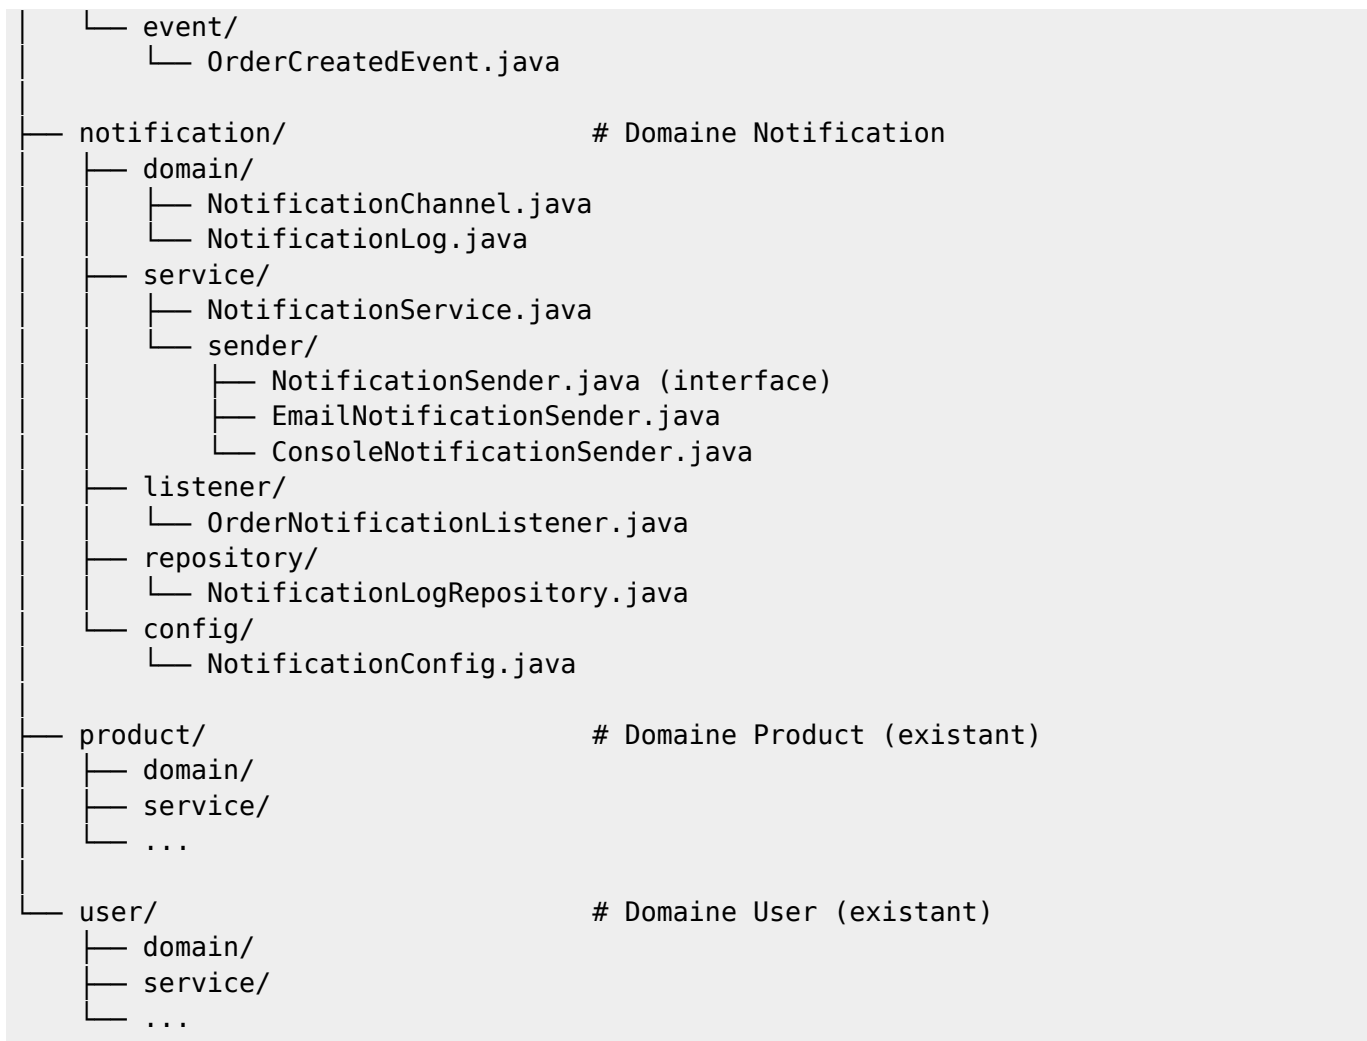 │   └── event/
│       └── OrderCreatedEvent.java
│
├── notification/                    # Domaine Notification
│   ├── domain/
│   │   ├── NotificationChannel.java
│   │   └── NotificationLog.java
│   ├── service/
│   │   ├── NotificationService.java
│   │   └── sender/
│   │       ├── NotificationSender.java (interface)
│   │       ├── EmailNotificationSender.java
│   │       └── ConsoleNotificationSender.java
│   ├── listener/
│   │   └── OrderNotificationListener.java
│   ├── repository/
│   │   └── NotificationLogRepository.java
│   └── config/
│       └── NotificationConfig.java
│
├── product/                         # Domaine Product (existant)
│   ├── domain/
│   ├── service/
│   └── ...
│
└── user/                            # Domaine User (existant)
    ├── domain/
    ├── service/
    └── ...